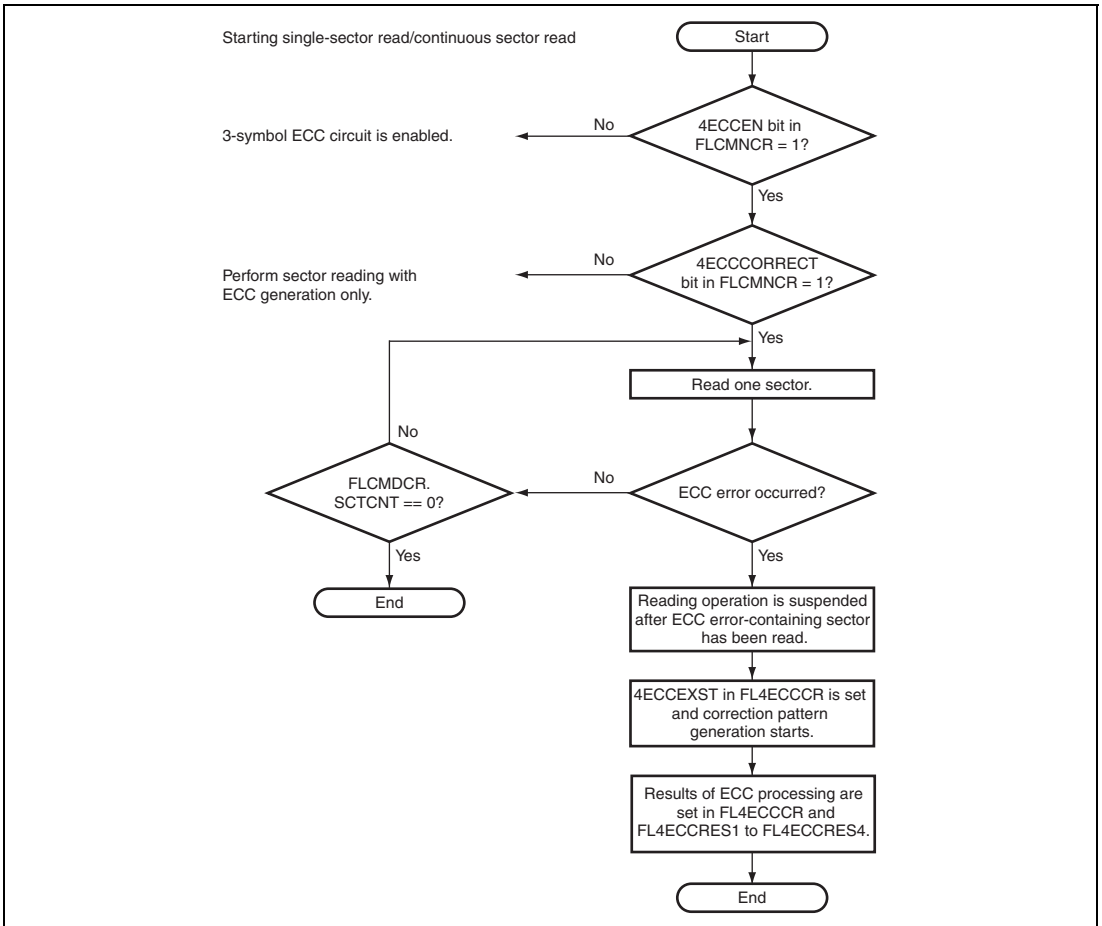 Starting single-sector read/continuous sector read
Start
3-symbol ECC circuit is enabled.
No
4ECCEN bit in
FLCMNCR = 1?
Yes
Perform sector reading with
ECC generation only.
No
4ECCCORRECT
bit in FLCMNCR = 1?
Yes
Read one sector.
No
FLCMDCR.
SCTCNT == 0?
No
ECC error occurred?
Yes
Yes
End
Reading operation is suspended
after ECC error-containing sector
has been read.
4ECCEXST in FL4ECCCR is set
and correction pattern
generation starts.
Results of ECC processing are
set in FL4ECCCR and
FL4ECCRES1 to FL4ECCRES4.
End